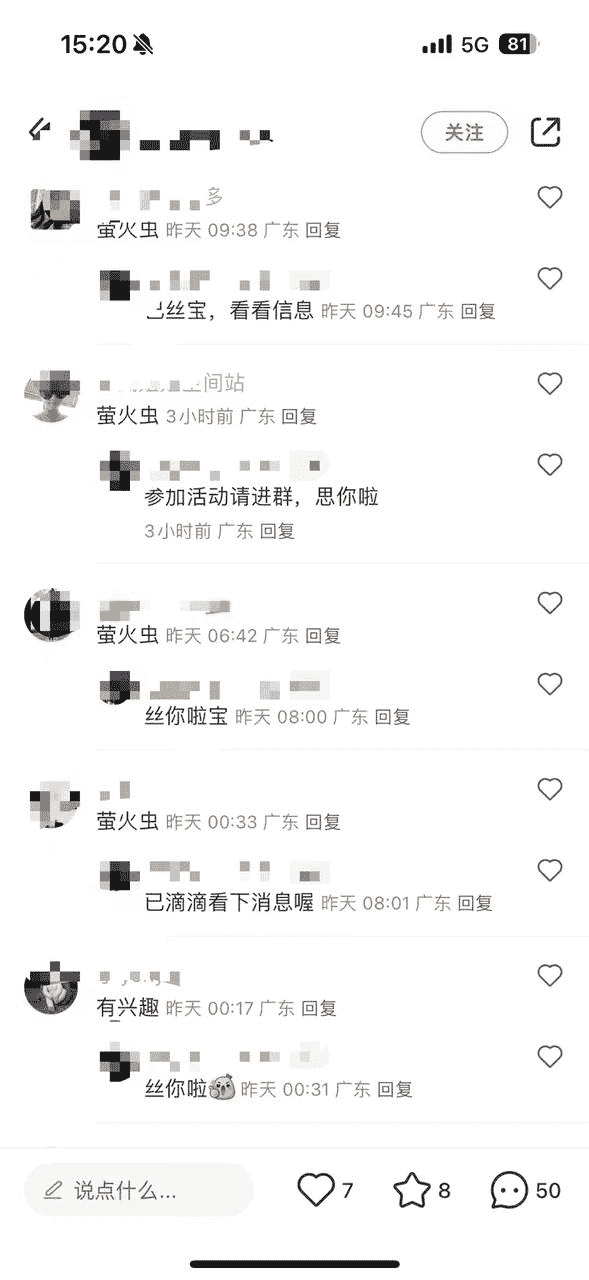 15:20 5G 81
关注
多
萤火虫 昨天 09:38 广东 回复
已丝宝，看看信息 昨天 09:45 广东 回复
间站
萤火虫 3小时前 广东 回复
参加活动请进群，思你啦
3小时前 广东 回复
萤火虫 昨天 06:42 广东 回复
丝你啦宝 昨天 08:00 广东 回复
萤火虫 昨天 00:33 广东 回复
已滴滴看下消息喔 昨天 08:01 广东 回复
有兴趣 昨天 00:17 广东 回复
丝你啦 昨天 00:31 广东 回复
说点什么... 7 8 50